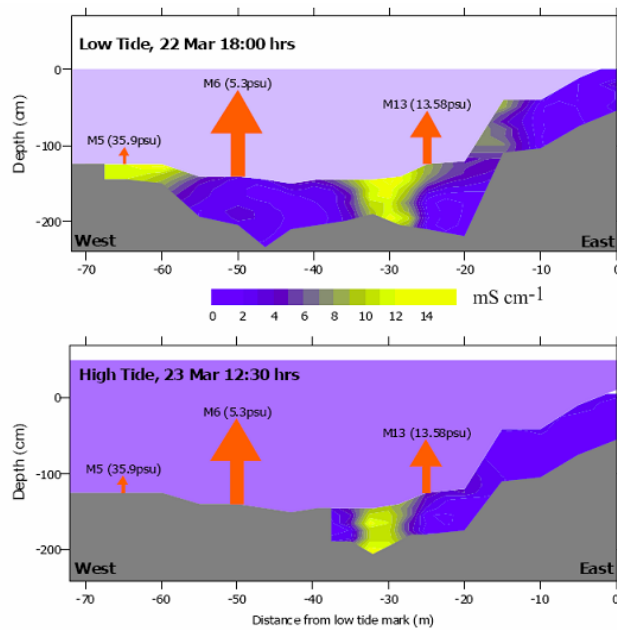 Low Tide, 22 Mar 18:00 hrs
M6 (5.3psu)
M13 (13.58psu)
M5 (35.9psu)
Depth (cm)
0
-100
-200
West
East
-70 -60 -50 -40 -30 -20 -10 0
0 2 4 6 8 10 12 14
mS cm-1
High Tide, 23 Mar 12:30 hrs
M6 (5.3psu)
M13 (13.58psu)
M5 (35.9psu)
Depth (cm)
0
-100
-200
West
East
-70 -60 -50 -40 -30 -20 -10 0
Distance from low tide mark (m)